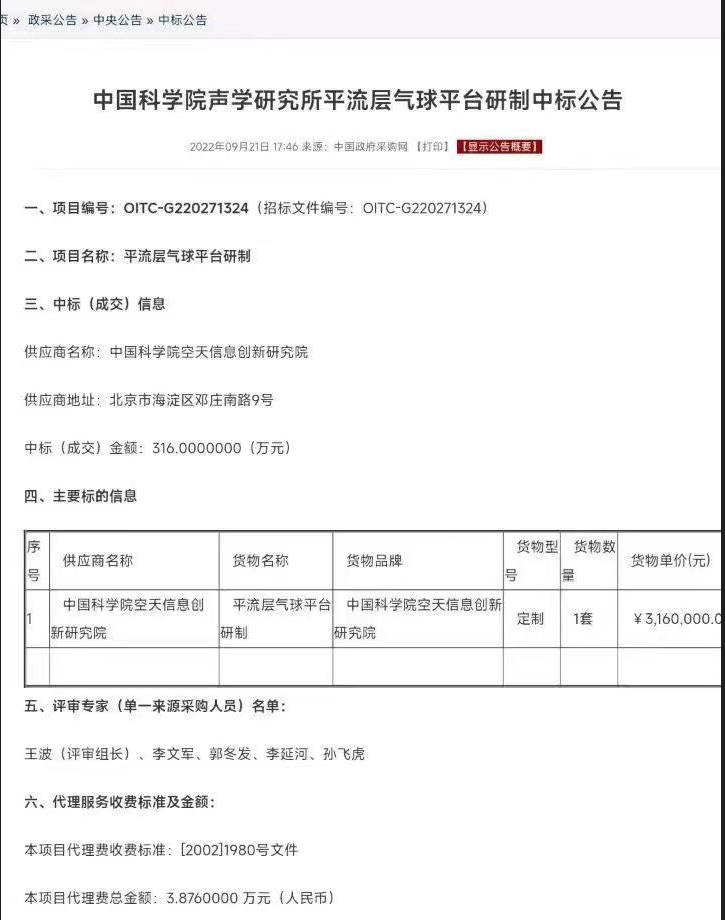 页 » 政采公告 » 中央公告 » 中标公告
中国科学院声学研究所平流层气球平台研制中标公告
2022年09月21日 17:46 来源：中国政府采购网 【打印】 【显示公告概要】
一、项目编号：OITC-G220271324（招标文件编号：OITC-G220271324）
二、项目名称：平流层气球平台研制
三、中标（成交）信息
供应商名称：中国科学院空天信息创新研究院
供应商地址：北京市海淀区邓庄南路9号
中标（成交）金额：316.0000000（万元）
四、主要标的信息
序号 供应商名称 货物名称 货物品牌 货物型号 货物数量 货物单价(元)
1 中国科学院空天信息创新研究院 平流层气球平台研制 中国科学院空天信息创新研究院 定制 1套 ￥3,160,000.0
五、评审专家（单一来源采购人员）名单：
王波（评审组长）、李文军、郭冬发、李延河、孙飞虎
六、代理服务收费标准及金额：
本项目代理费收费标准：[2002]1980号文件
本项目代理费总金额：3.8760000 万元（人民币）